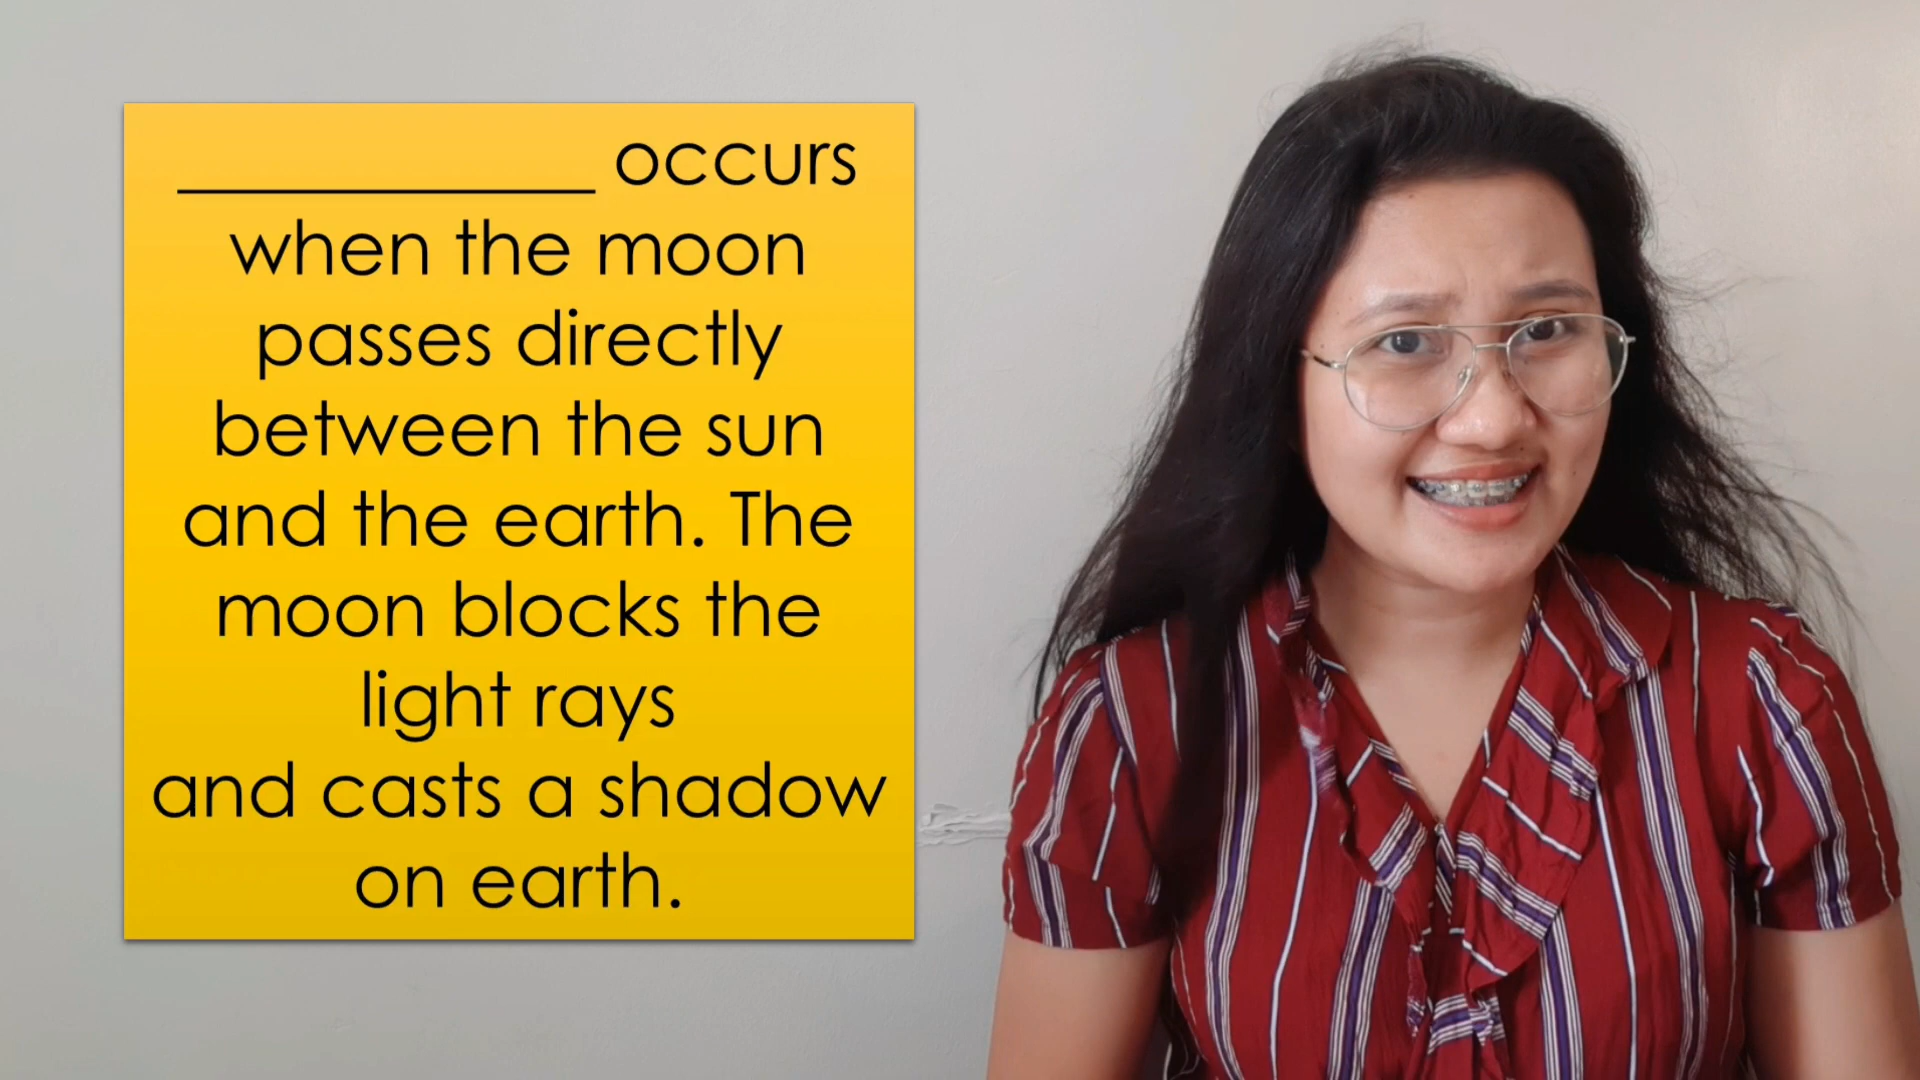 ______________ occurs
when the moon
passes directly
between the sun
and the earth. The
moon blocks the
light rays
and casts a shadow
on earth.